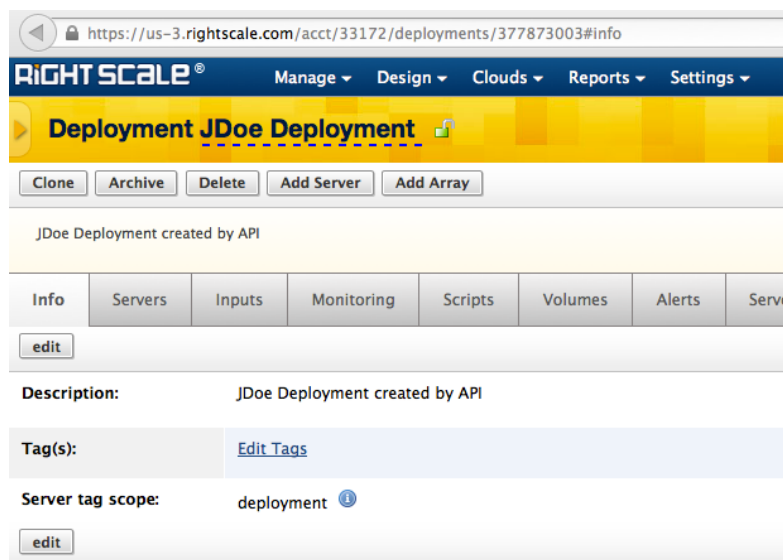 https://us-3.rightscale.com/acct/33172/deployments/377873003#info
RIGHTSCALE® Manage Design Clouds Reports Settings
Deployment JDoe Deployment
Clone Archive Delete Add Server Add Array
JDoe Deployment created by API
Info Servers Inputs Monitoring Scripts Volumes Alerts
edit
Description: JDoe Deployment created by API
Tag(s): Edit Tags
Server tag scope: deployment
edit